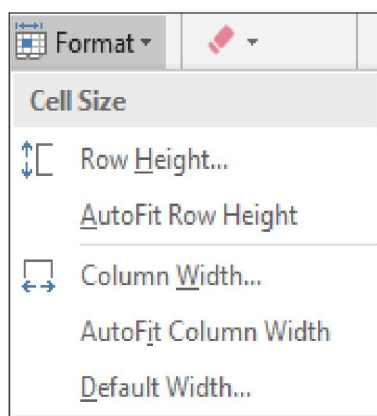 Format
Cell Size
Row Height...
AutoFit Row Height
Column Width...
AutoFit Column Width
Default Width...